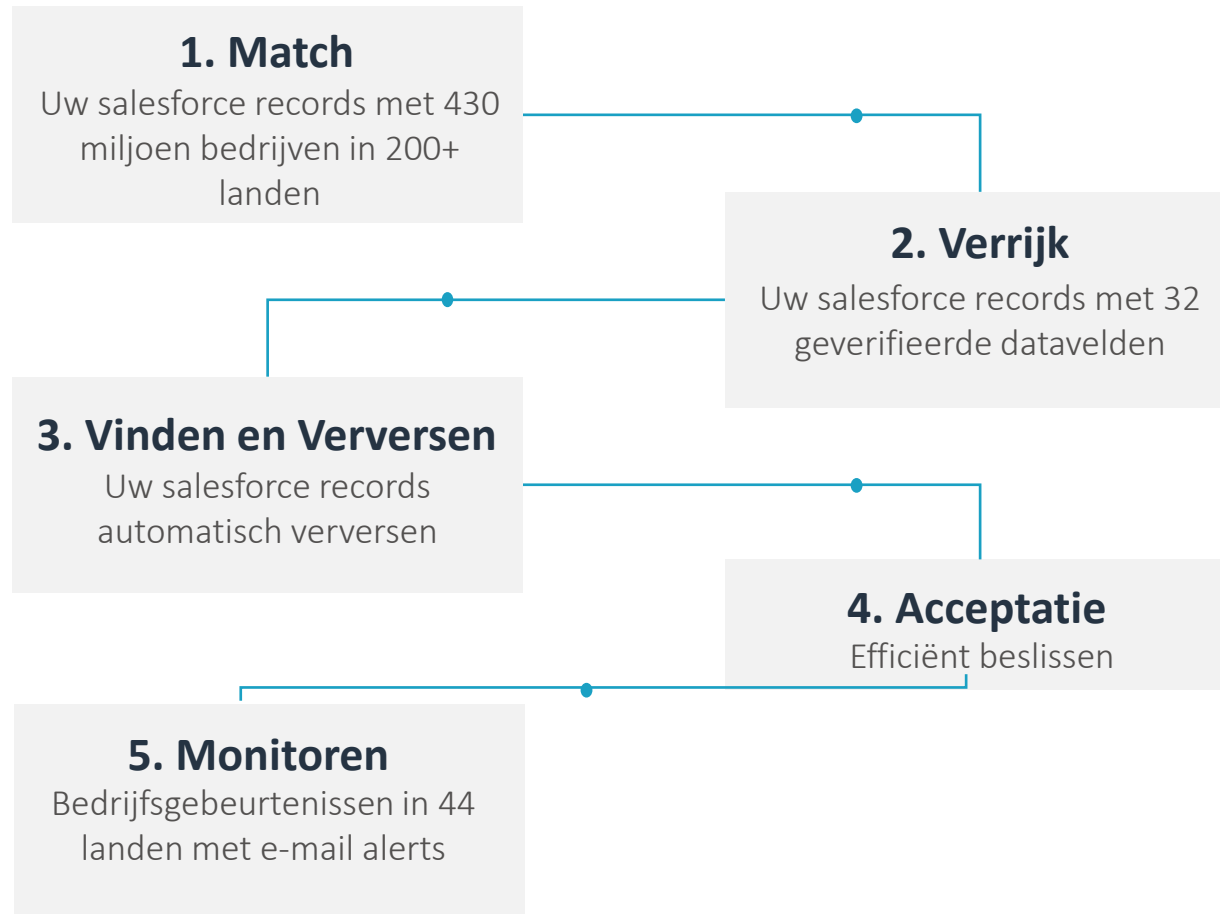 1. Match
Uw salesforce records met 430
miljoen bedrijven in 200+
landen
2. Verrijk
Uw salesforce records met 32
geverifieerde datavelden
3. Vinden en Verversen
Uw salesforce records
automatisch verversen
4. Acceptatie
Efficiënt beslissen
5. Monitoren
Bedrijfsgebeurtenissen in 44
landen met e-mail alerts